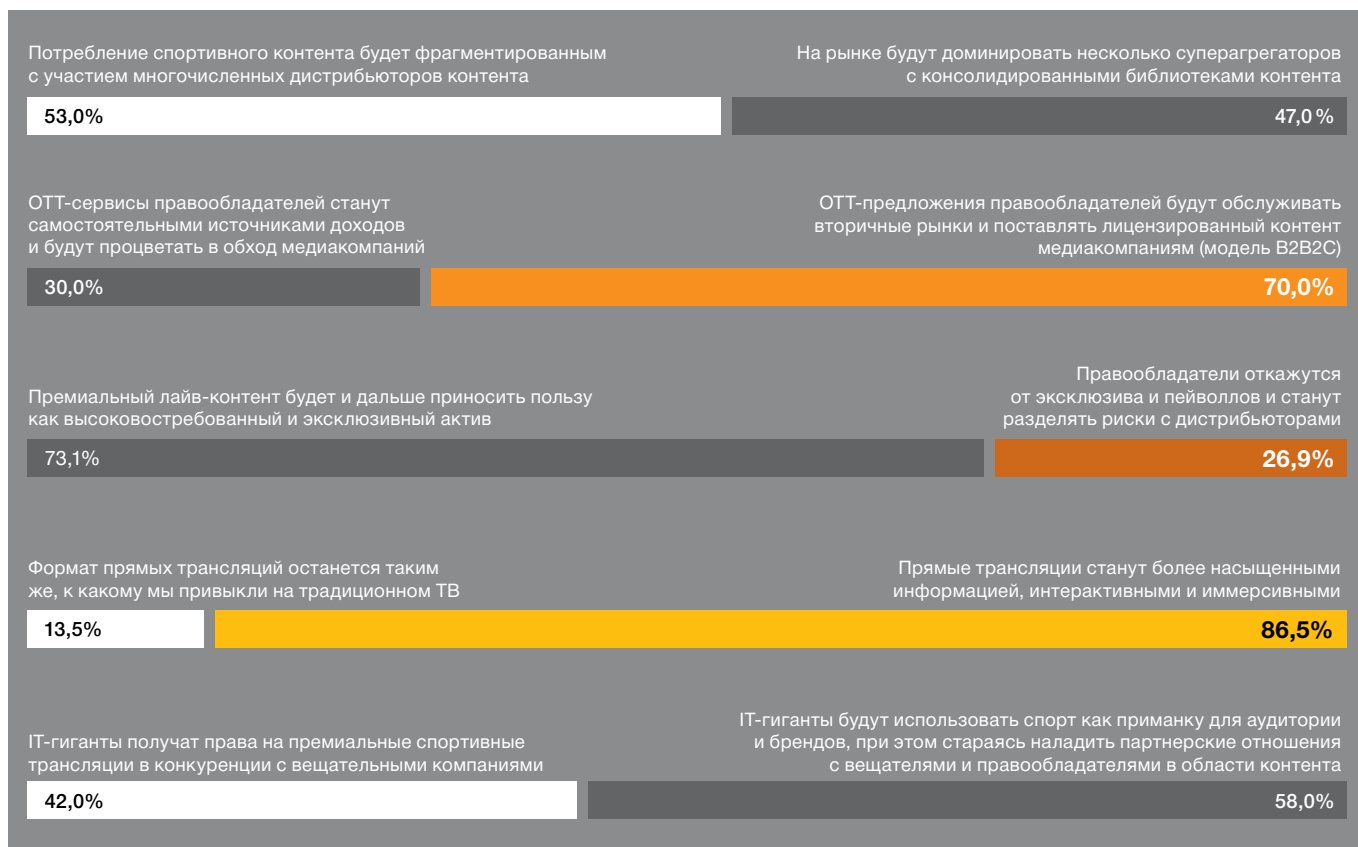 Потребление спортивного контента будет фрагментированным
с участием многочисленных дистрибьюторов контента
На рынке будут доминировать несколько суперагрегаторов
с консолидированными библиотеками контента
53,0%
47,0 %
ОТТ-сервисы правообладателей станут
самостоятельными источниками доходов
и будут процветать в обход медиакомпаний
ОТТ-предложения правообладателей будут обслуживать
вторичные рынки и поставлять лицензированный контент
медиакомпаниям (модель B2B2C)
30,0%
70,0%
Премиальный лайв-контент будет и дальше приносить пользу
как высоковостребованный и эксклюзивный актив
Правообладатели откажутся
от эксклюзива и пейволлов и станут
разделять риски с дистрибьюторами
73,1%
26,9%
Формат прямых трансляций останется таким
же, к какому мы привыкли на традиционном ТВ
Прямые трансляции станут более насыщенными
информацией, интерактивными и иммерсивными
13,5%
86,5%
IT-гиганты получат права на премиальные спортивные
трансляции в конкуренции с вещательными компаниями
IT-гиганты будут использовать спорт как приманку для аудитории
и брендов, при этом стараясь наладить партнерские отношения
с вещателями и правообладателями в области контента
42,0%
58,0%